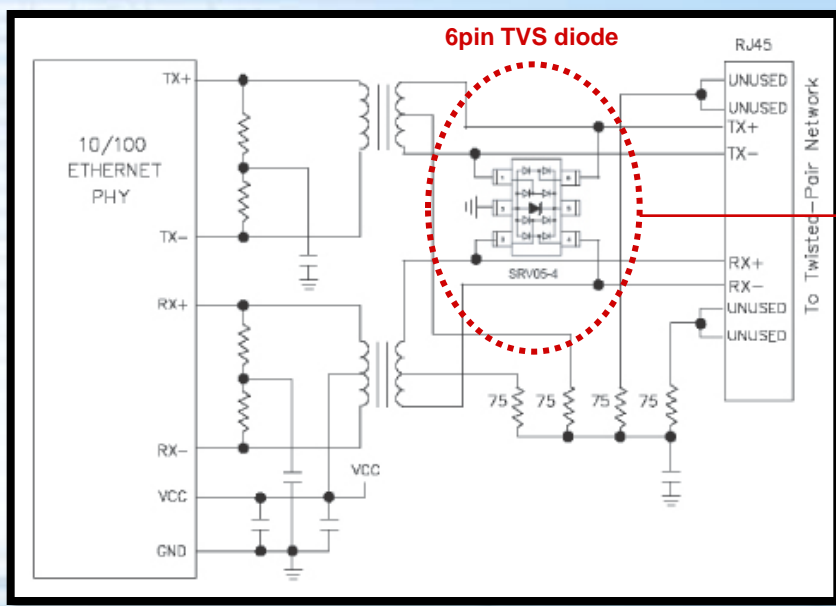 6pin TVS diode
RJ45
TX+
UNUSED
UNUSED
TX+
TX-
10/100
ETHERNET
PHY
TX-
SRV05-4
RX+
RX-
RX+
UNUSED
UNUSED
To Twisted-Pair Network
75
75
75
75
RX-
VCC
VCC
GND